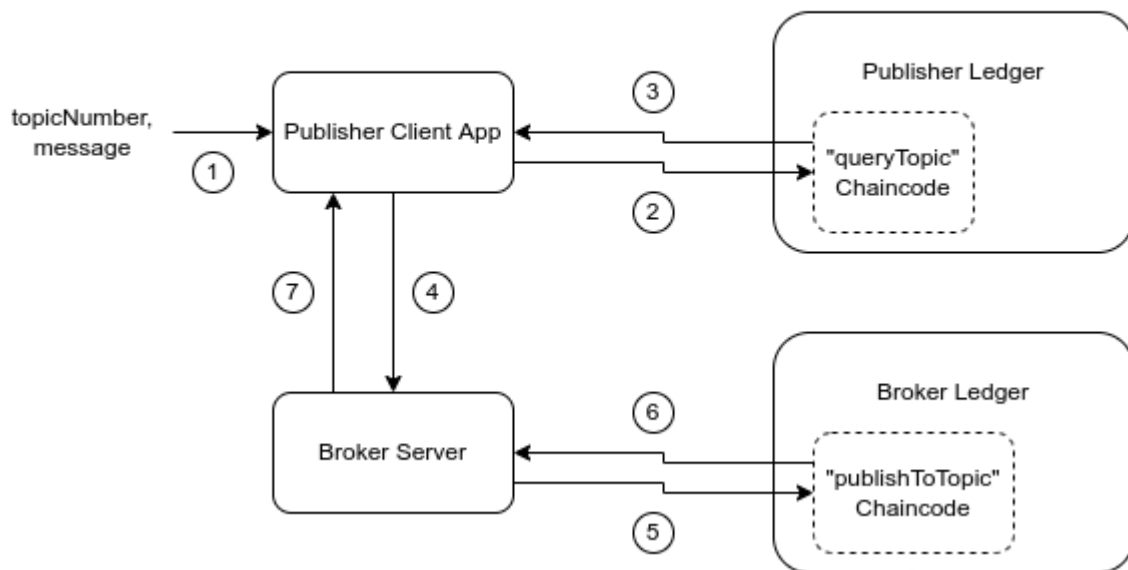 Publisher Ledger
3
topicNumber,
message
Publisher Client App
"queryTopic"
Chaincode
1
2
7
4
Broker Ledger
6
Broker Server
"publishToTopic"
Chaincode
5